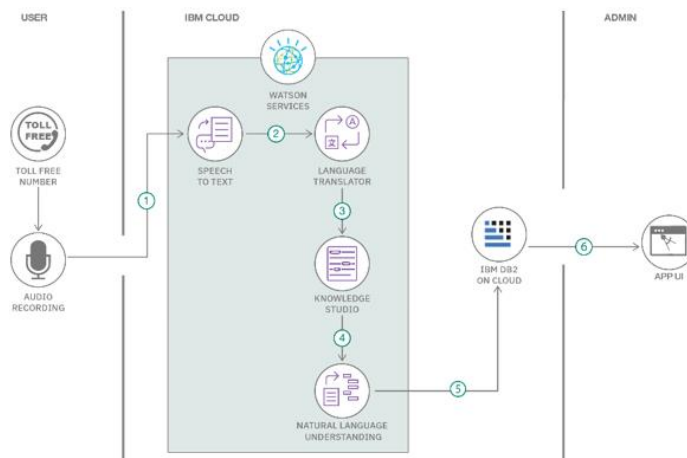 USER
IBM CLOUD
ADMIN
WATSON
SERVICES
TOLL
FREE
TOLL FREE
NUMBER
SPEECH
TO TEXT
2
A
文
LANGUAGE
TRANSLATOR
1
3
AUDIO
RECORDING
KNOWLEDGE
STUDIO
IBM DB2
ON CLOUD
6
APP UI
4
NATURAL LANGUAGE
UNDERSTANDING
5